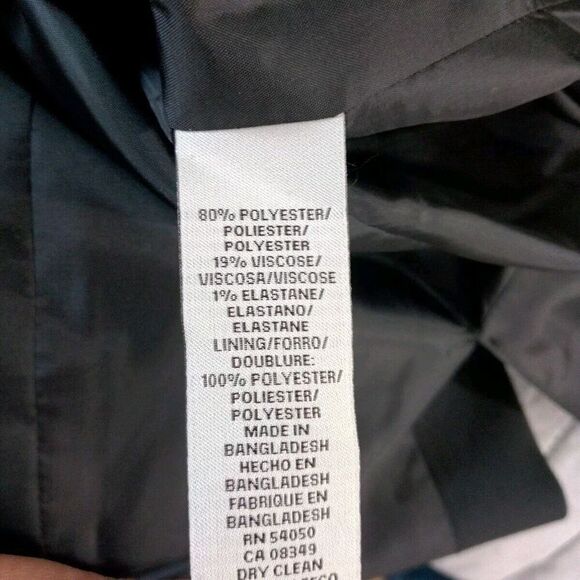 80% POLYESTER/
POLIESTER/
POLYESTER
19% VISCOSE/
VISCOSA/VISCOSE
1% ELASTANE/
ELASTANO/
ELASTANE
LINING/FORRO/
DOUBLURE:
100% POLYESTER/
POLIESTER/
POLYESTER
MADE IN
BANGLADESH
HECHO EN
BANGLADESH
FABRIQUE EN
BANGLADESH
RN 54050
CA 08349
DRY CLEAN